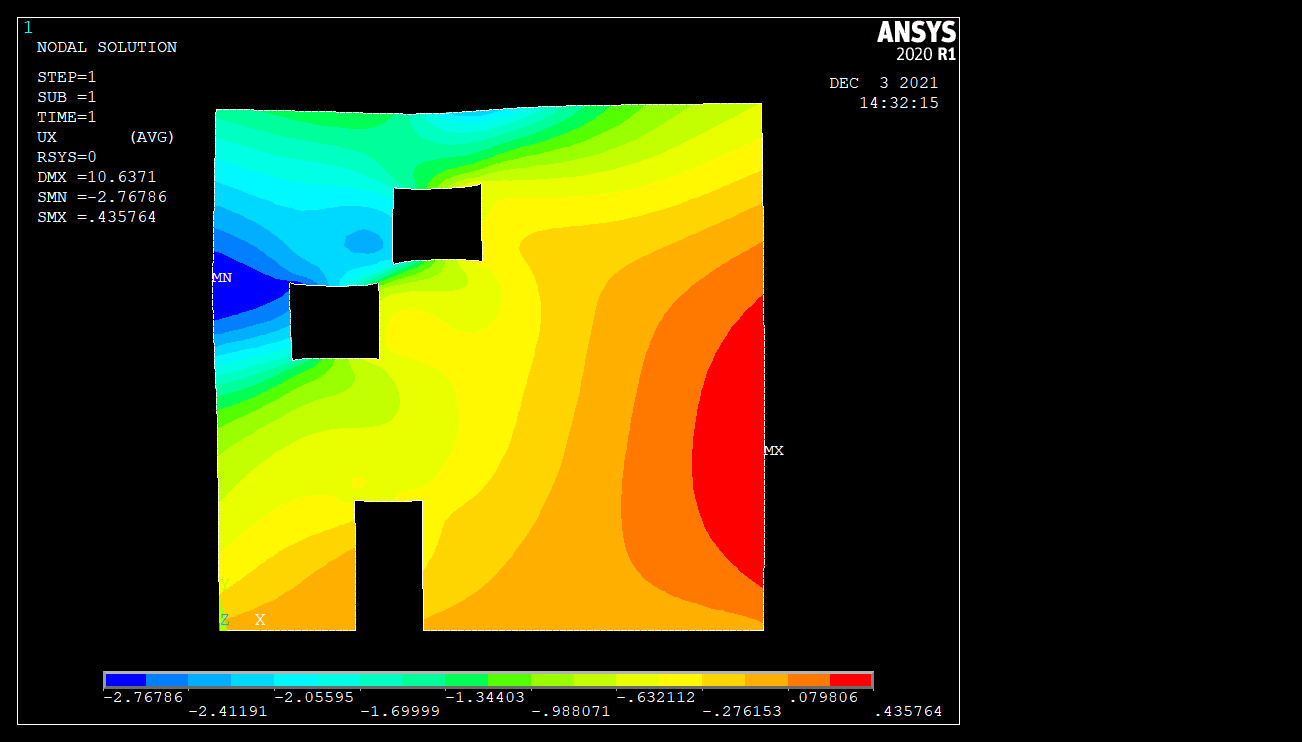 1
NODAL SOLUTION
ANSYS
2020 R1
STEP=1
SUB =1
TIME=1
UX (AVG)
RSYS=0
DMX =10.6371
SMN =-2.76786
SMX =.435764
DEC 3 2021
14:32:15
MN
MX
Y
Z X
-2.76786 -2.05595 -1.34403 -.632112 .079806
-2.41191 -1.69999 -.988071 -.276153 .435764